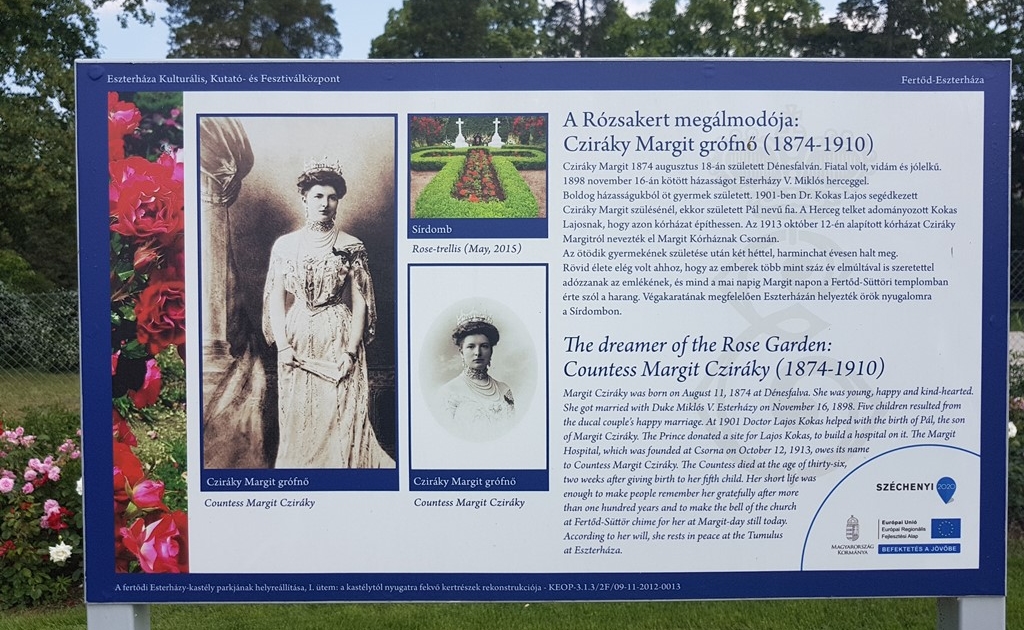 Eszterháza Kulturális, Kutató- és Fesztiválközpont
Fertőd-Eszterháza
Cziráky Margit grófnő
Countess Margit Cziráky
Sírdomb
Rose-trellis (May, 2015)
Cziráky Margit grófnő
Countess Margit Cziráky
A Rózsakert megálmodója:
Cziráky Margit grófnő (1874-1910)
Cziráky Margit 1874 augusztus 18-án született Dénesfalván. Fiatal volt, vidám és jólelkű.
1898 november 16-án kötött házasságot Esterházy V. Miklós herceggel.
Boldog házasságukból öt gyermek született. 1901-ben Dr. Kokas Lajos segédkezett
Cziráky Margit szülésénél, ekkor született Pál nevű fia. A Herceg telket adományozott Kokas
Lajosnak, hogy azon kórházat építhessen. Az 1913 október 12-én alapított kórházat Cziráky
Margitról nevezték el Margit Kórháznak Csornán.
Az ötödik gyermekének születése után két héttel, harminchat évesen halt meg.
Rövid élete elég volt ahhoz, hogy az emberek több mint száz év elmúltával is szeretettel
adózzanak az emlékének, és mind a mai napig Margit napon a Fertőd-Süttöri templomban
érte szól a harang. Végakaratának megfelelően Eszterházán helyezték örök nyugalomra
a Sírdombon.
The dreamer of the Rose Garden:
Countess Margit Cziráky (1874-1910)
Margit Cziráky was born on August 11, 1874 at Dénesfalva. She was young, happy and kind-hearted.
She got married with Duke Miklós V. Esterházy on November 16, 1898. Five children resulted from
the ducal couple's happy marriage. At 1901 Doctor Lajos Kokas helped with the birth of Pál, the son
of Margit Cziráky. The Prince donated a site for Lajos Kokas, to build a hospital on it. The Margit
Hospital, which was founded at Csorna on October 12, 1913, owes its name
to Countess Margit Cziráky. The Countess died at the age of thirty-six,
two weeks after giving birth to her fifth child. Her short life was
enough to make people remember her gratefully after more
than one hundred years and to make the bell of the church
at Fertőd-Süttör chime for her at Margit-day still today.
According to her will, she rests in peace at the Tumulus
at Eszterháza.
SZÉCHENYI 2020
MAGYARORSZÁG
KORMÁNYA
Európai Unió
Európai Regionális
Fejlesztési Alap
BEFEKTETÉS A JÖVŐBE
A fertődi Esterházy-kastély parkjának helyreállítása, I. ütem: a kastélytól nyugatra fekvő kertrészek rekonstrukciója - KEOP-3.1.3/2F/09-11-2012-0013